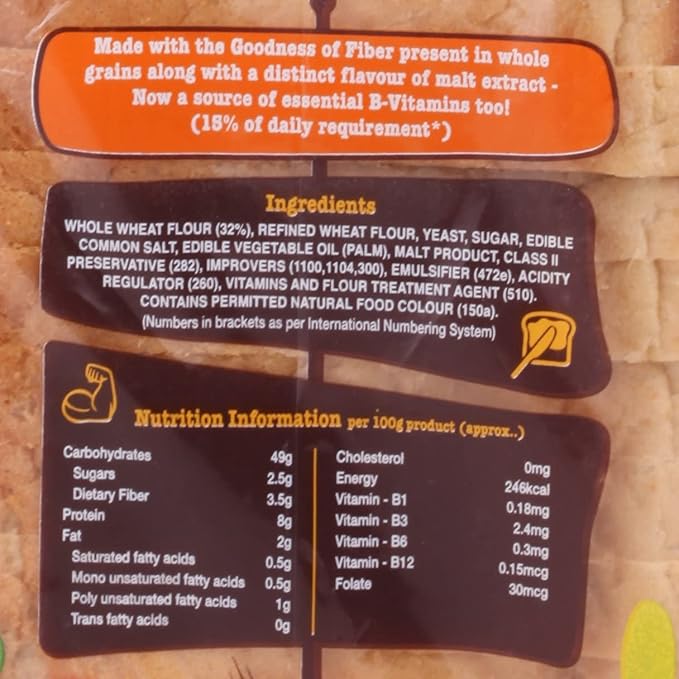 Made with the Goodness of Fiber present in whole
grains along with a distinct flavour of malt extract -
Now a source of essential B-Vitamins too!
(15% of daily requirement*)
Ingredients
WHOLE WHEAT FLOUR (32%), REFINED WHEAT FLOUR, YEAST, SUGAR, EDIBLE
COMMON SALT, EDIBLE VEGETABLE OIL (PALM), MALT PRODUCT, CLASS II
PRESERVATIVE (282), IMPROVERS (1100,1104,300), EMULSIFIER (472e), ACIDITY
REGULATOR (260), VITAMINS AND FLOUR TREATMENT AGENT (510).
CONTAINS PERMITTED NATURAL FOOD COLOUR (150a).
(Numbers in brackets as per International Numbering System)
Nutrition Information per 100g product (approx..)
Carbohydrates 49g
Sugars 2.5g
Dietary Fiber 3.5g
Protein 8g
Fat 2g
Saturated fatty acids 0.5g
Mono unsaturated fatty acids 0.5g
Poly unsaturated fatty acids 1g
Trans fatty acids 0g
Cholesterol 0mg
Energy 246kcal
Vitamin - B1 0.18mg
Vitamin - B3 2.4mg
Vitamin - B6 0.3mg
Vitamin - B12 0.15mcg
Folate 30mcg